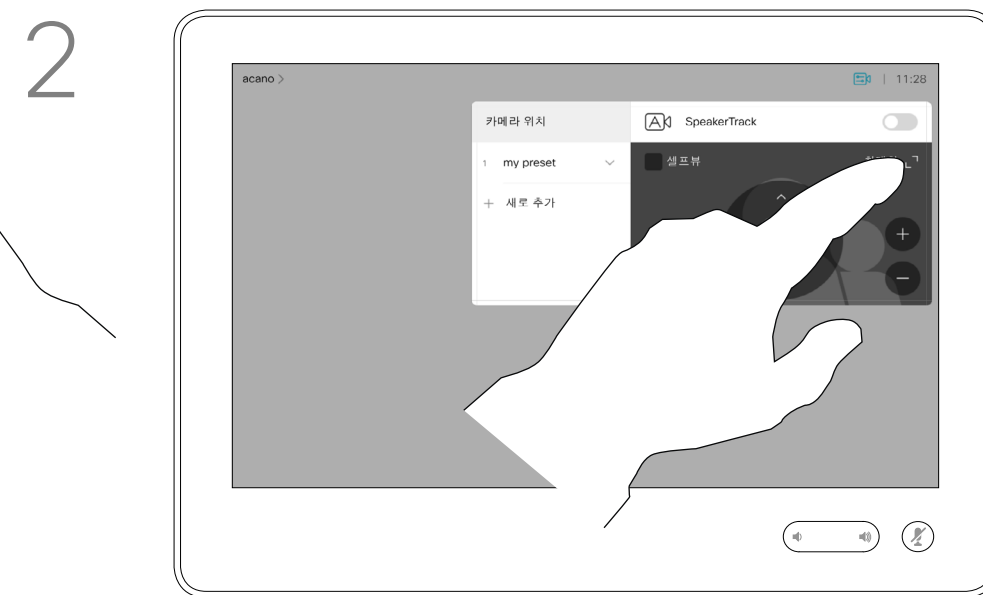 2
acano >
11:28
카메라 위치
SpeakerTrack
1 my preset
셀프뷰
+ 새로 추가